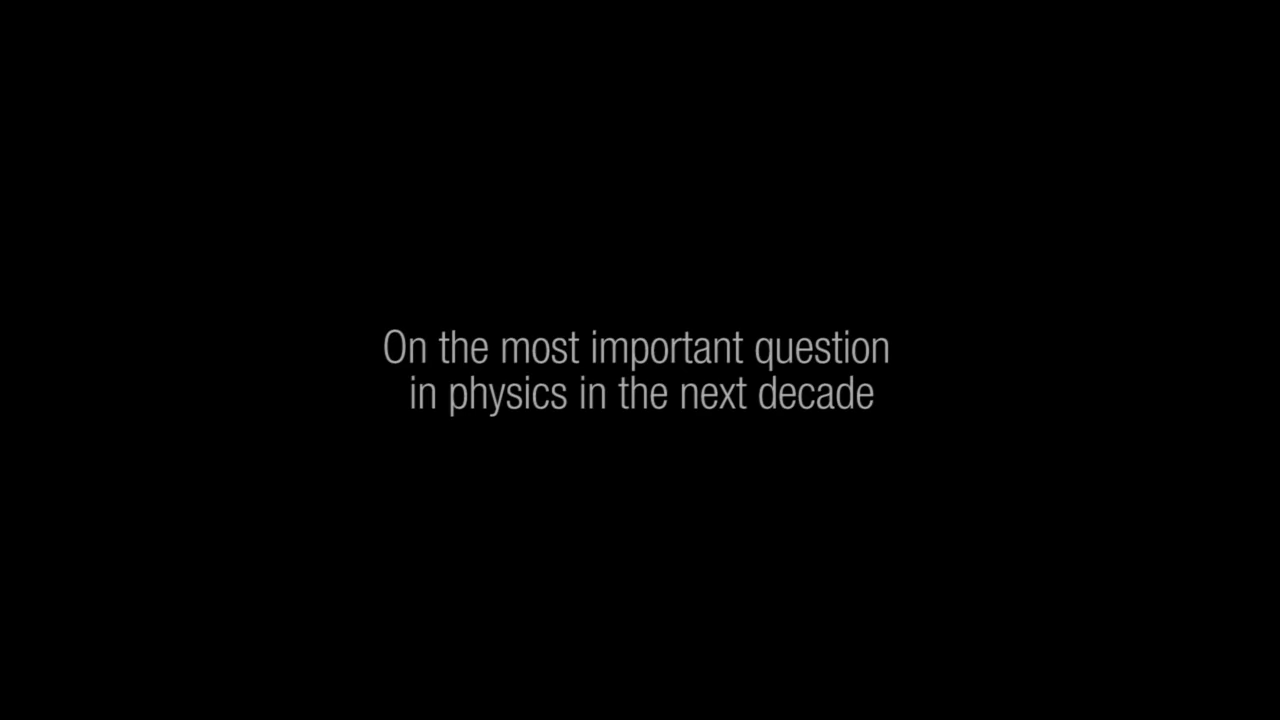 On the most important question
in physics in the next decade